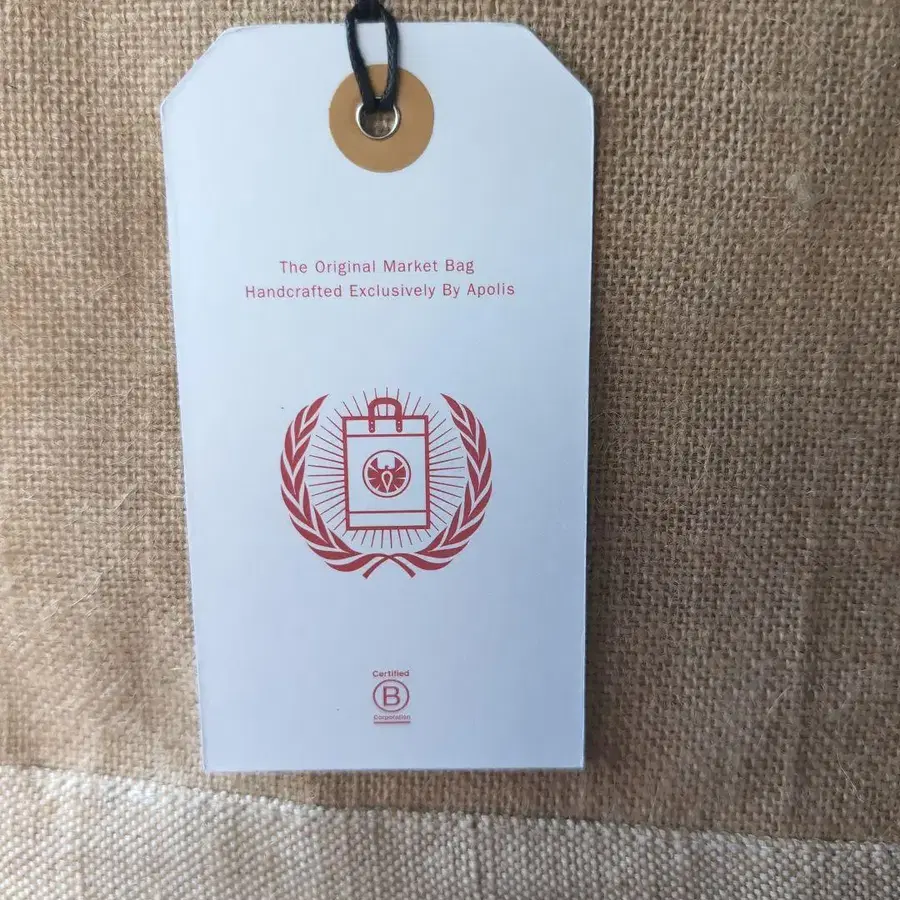 The Original Market Bag
Handcrafted Exclusively By Apolis
Certified
B
Corporation